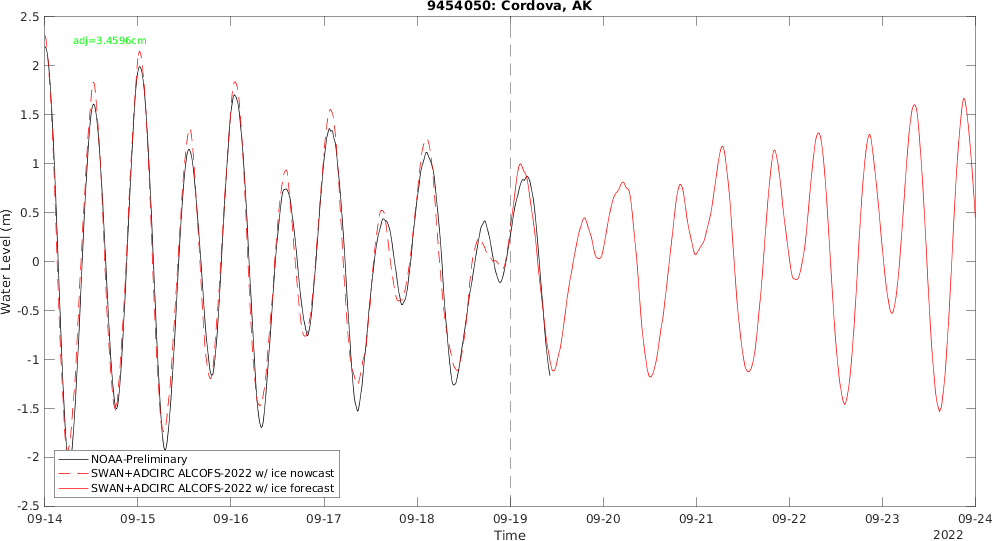 9454050: Cordova, AK
adj=3.4596cm
2.5
2
1.5
1
0.5
0
-0.5
-1
-1.5
-2
-2.5
Water Level (m)
NOAA-Preliminary
SWAN+ADCIRC ALCOFS-2022 w/ ice nowcast
SWAN+ADCIRC ALCOFS-2022 w/ ice forecast
09-14 09-15 09-16 09-17 09-18 09-19 09-20 09-21 09-22 09-23 09-24
Time
2022